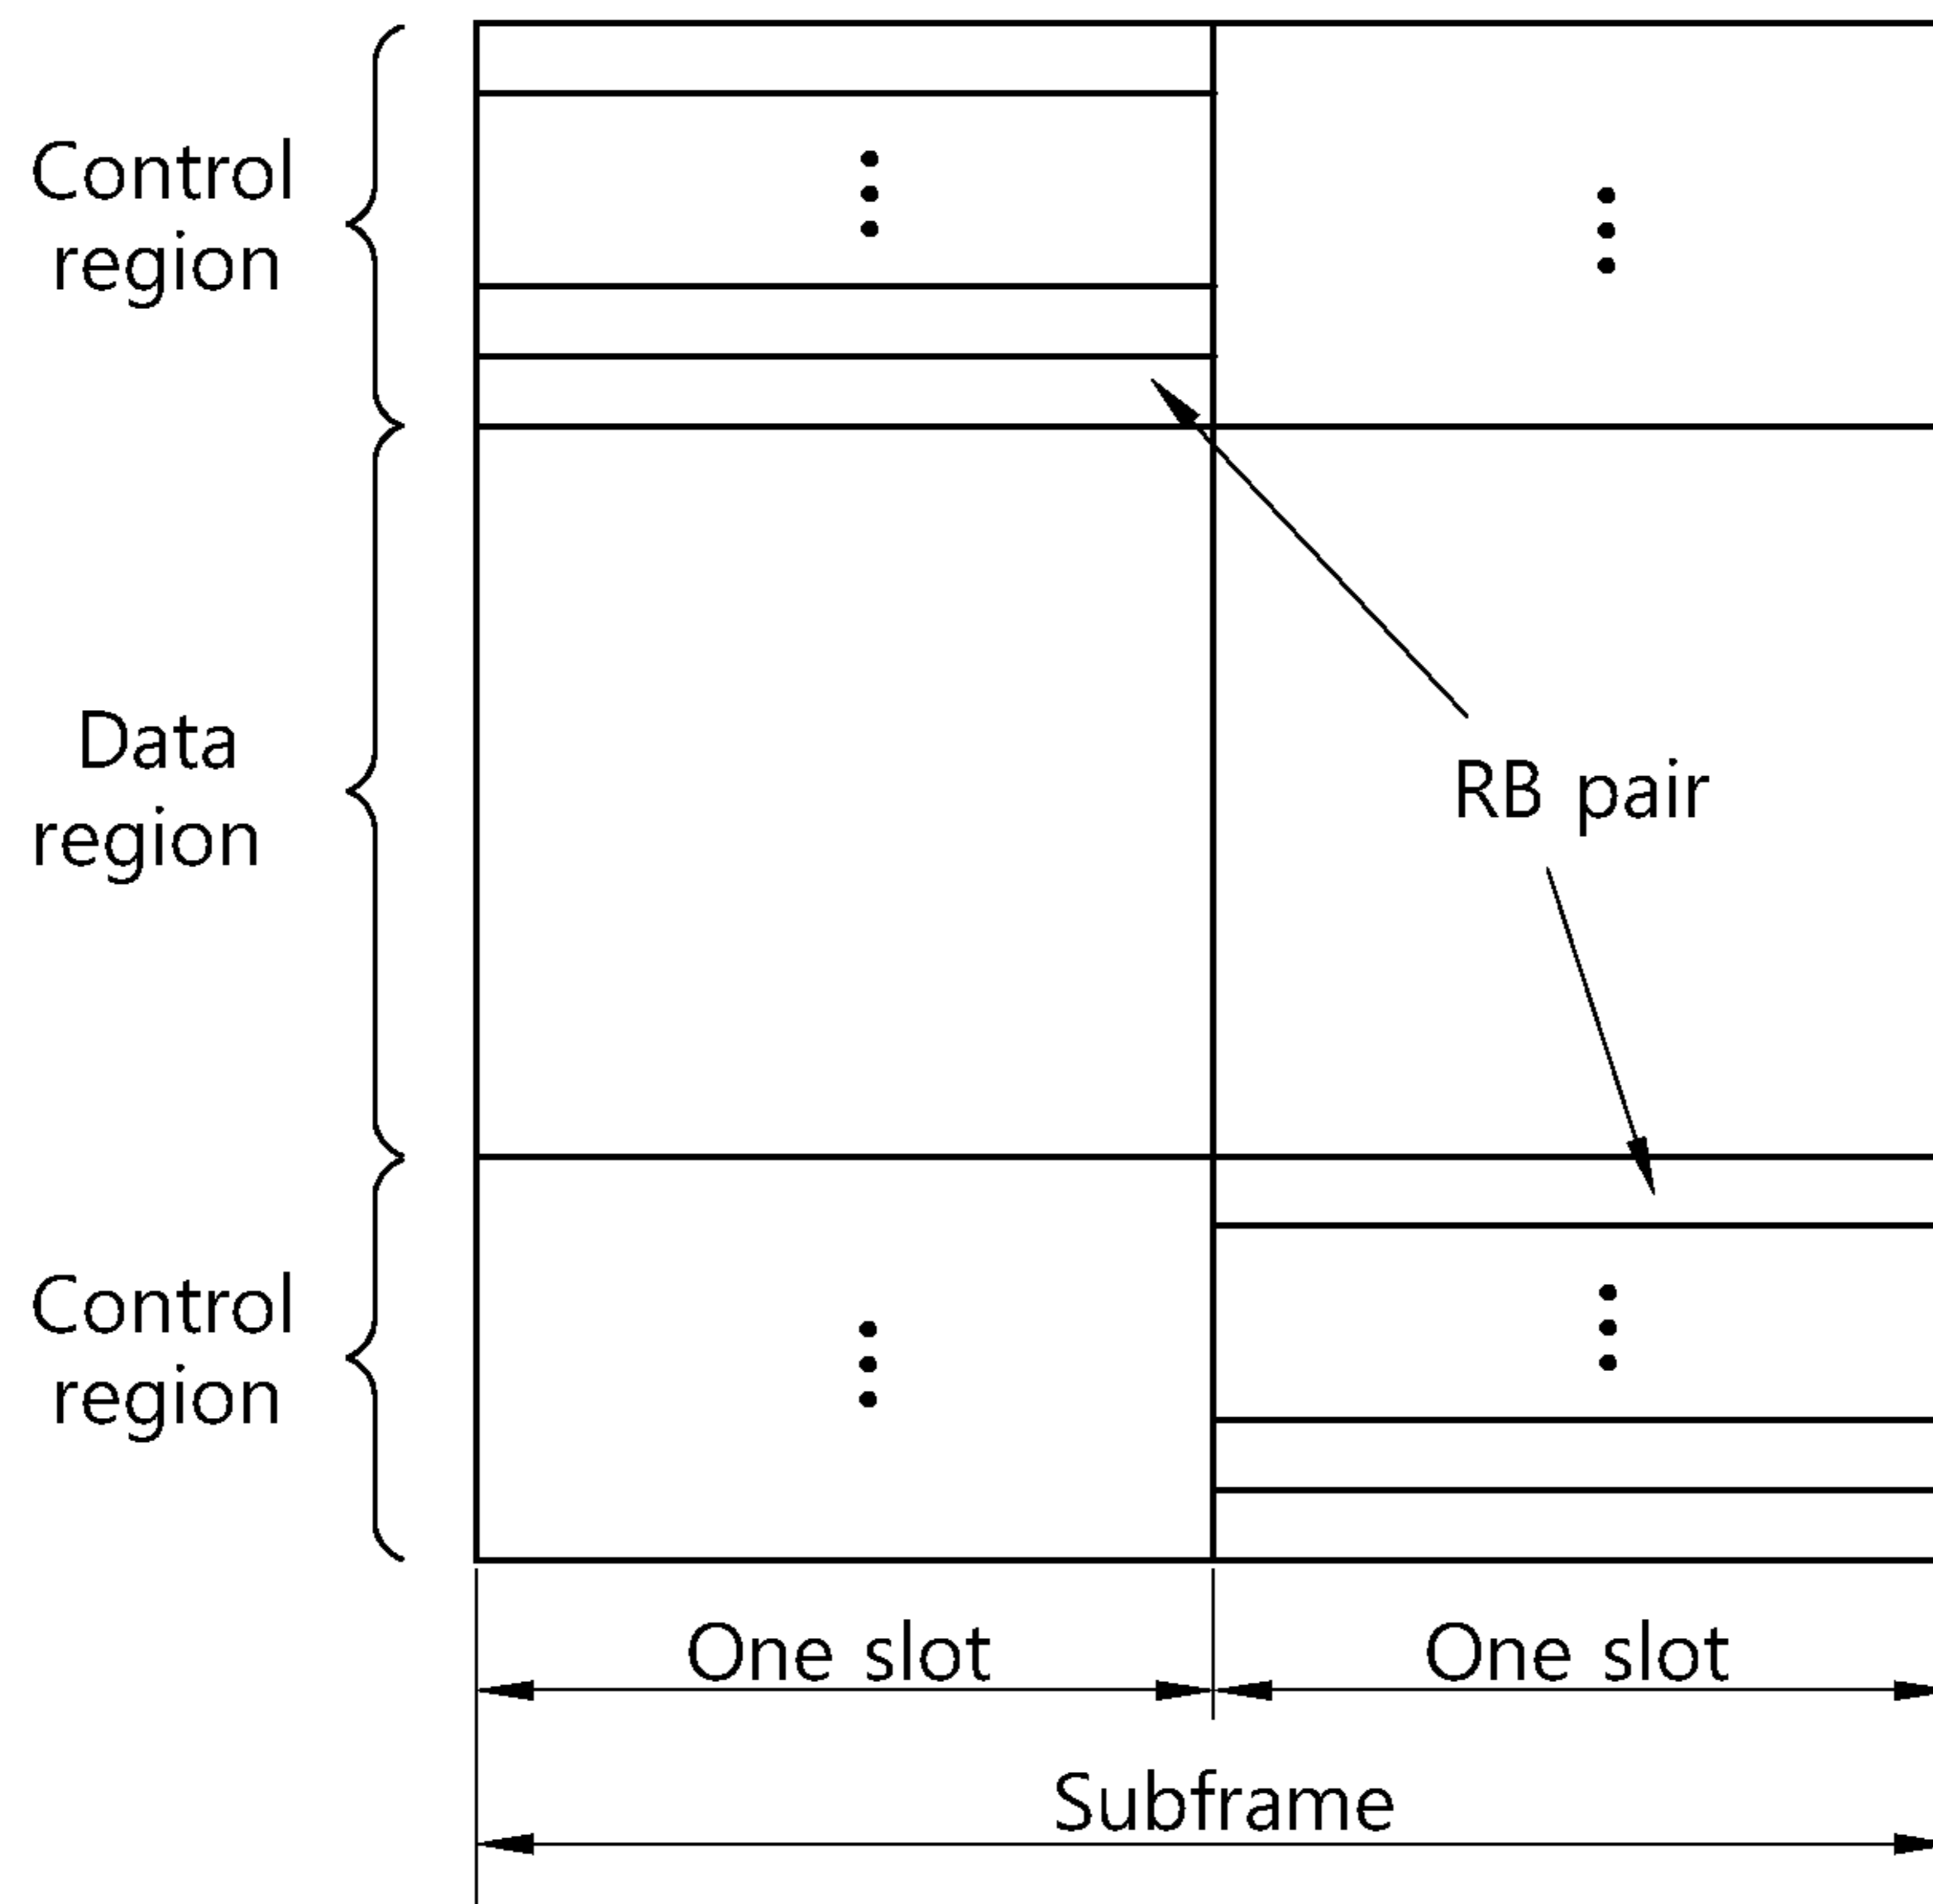 Control
region
Data
region
RB pair
Control
region
One slot
One slot
Subframe